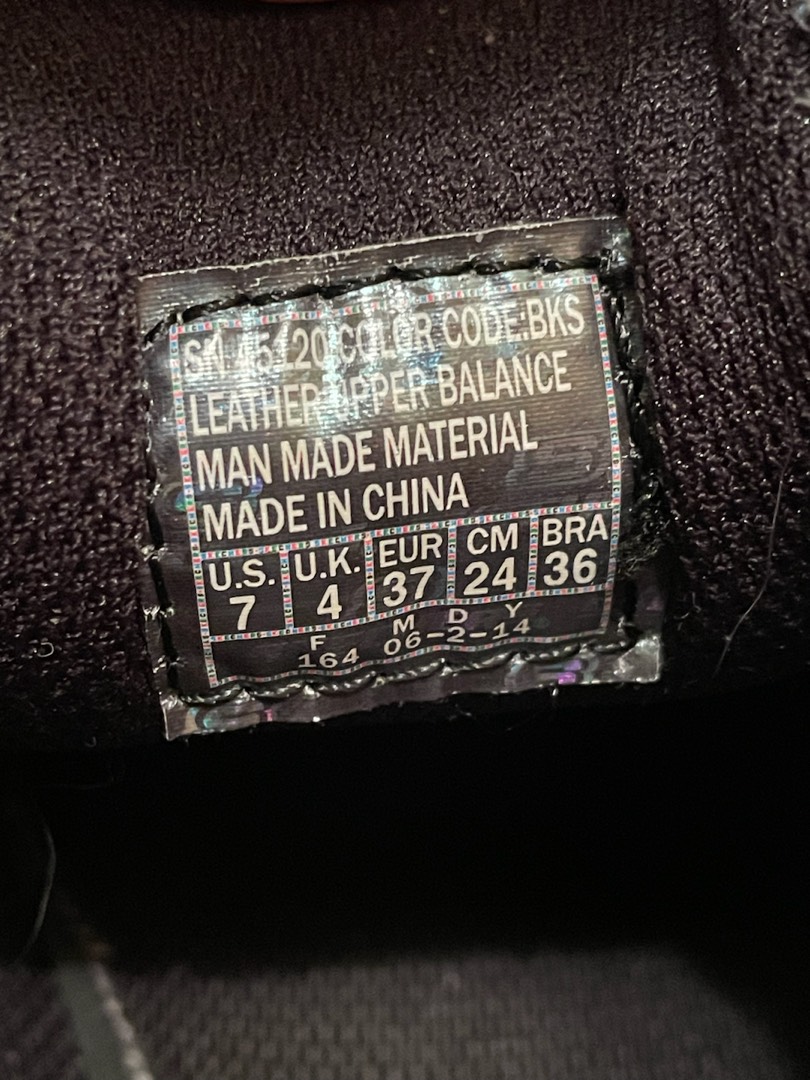 SN 45120 COLOR CODE:BKS
LEATHER UPPER BALANCE
MAN MADE MATERIAL
MADE IN CHINA
U.S. U.K. EUR CM BRA
7 4 37 24 36
F M D Y
164 06-2-14